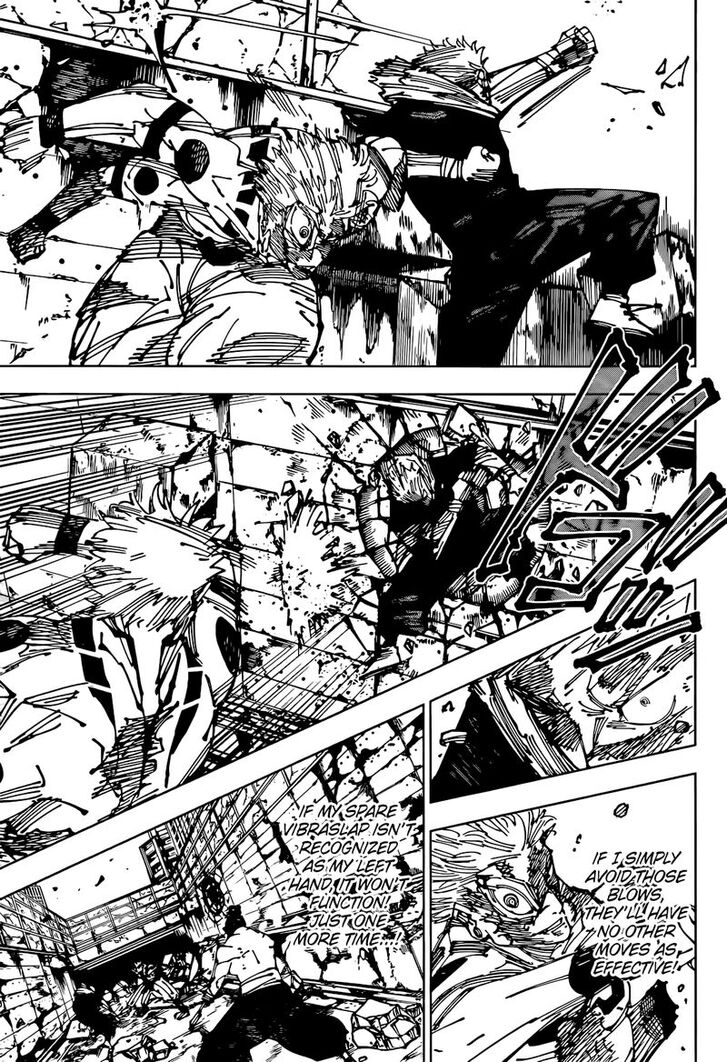 IF I SIMPLY
AVOID THOSE
BLOWS,
THEY'LL HAVE
NO OTHER
MOVES AS
EFFECTIVE!
IF MY SPARE
VIBRASLAP ISN'T
RECOGNIZED
AS MY LEFT
HAND, IT WON'T
FUNCTION!
JUST ONE
MORE TIME...!